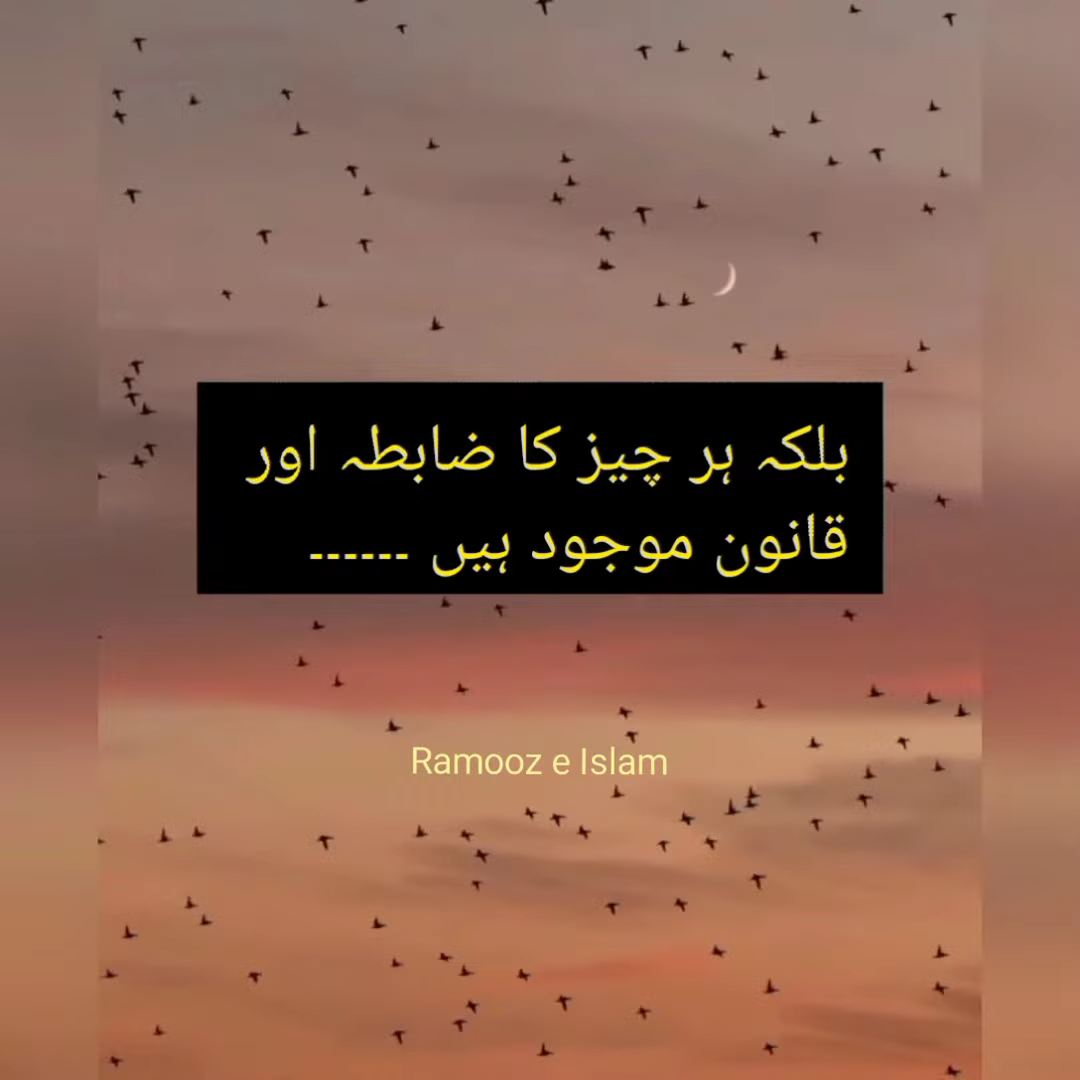 بلکہ ہر چیز کا ضابطہ اور
قانون موجود ہیں ------
Ramooz e Islam